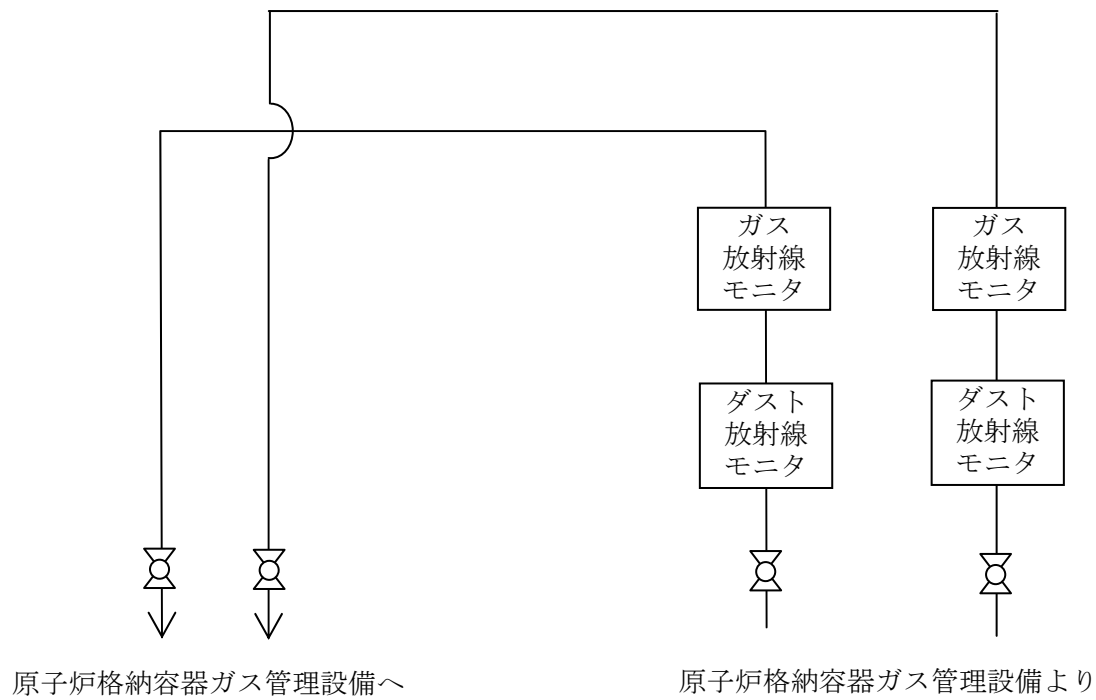 ガス
放射線
モニタ
ガス
放射線
モニタ
ダスト
放射線
モニタ
ダスト
放射線
モニタ
原子炉格納容器ガス管理設備へ
原子炉格納容器ガス管理設備より